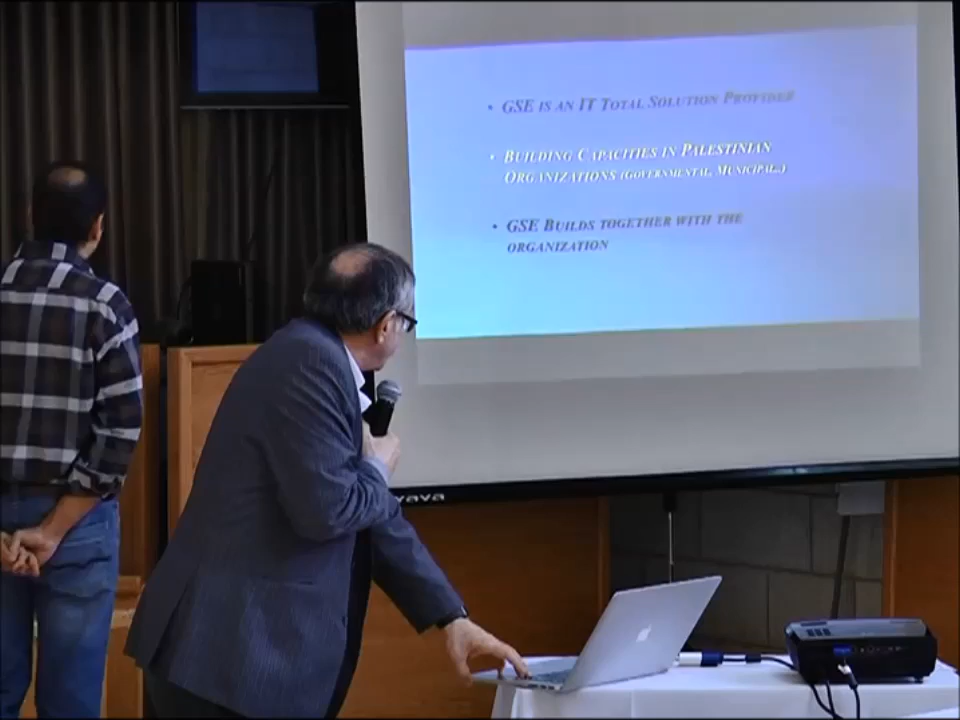 • GSE IS AN IT TOTAL SOLUTION PROVIDER
• BUILDING CAPACITIES IN PALESTINIAN
ORGANIZATIONS (GOVERNMENTAL, MUNICIPAL..)
• GSE BUILDS TOGETHER WITH THE
ORGANIZATION